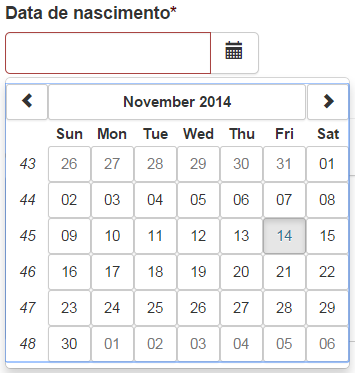 Data de nascimento*
November 2014
Sun Mon Tue Wed Thu Fri Sat
43 26 27 28 29 30 31 01
44 02 03 04 05 06 07 08
45 09 10 11 12 13 14 15
46 16 17 18 19 20 21 22
47 23 24 25 26 27 28 29
48 30 01 02 03 04 05 06